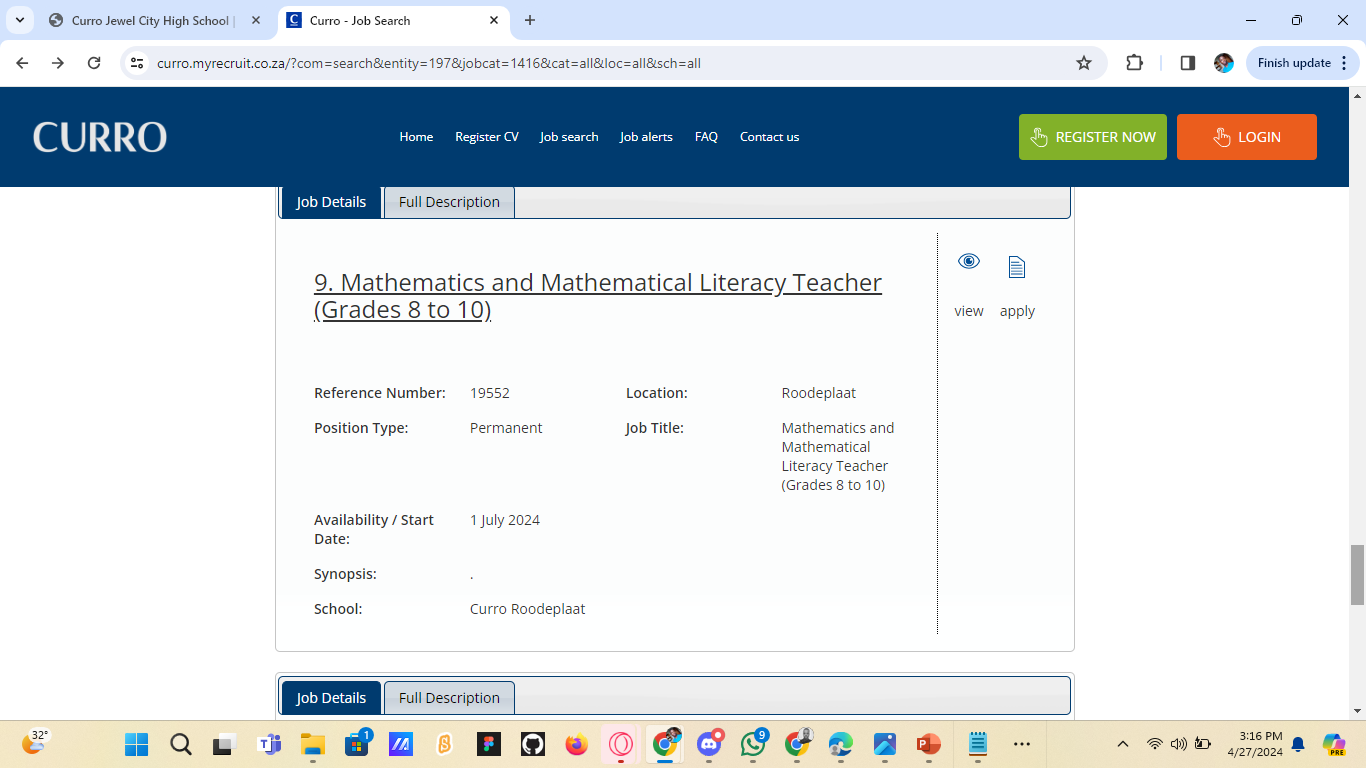 Curro Jewel City High School |
Curro - Job Search
curro.myrecruit.co.za/?com=search&entity=197&jobcat=1416&cat=all&loc=all&sch=all
Finish update
CURRO
Home Register CV Job search Job alerts FAQ Contact us
REGISTER NOW
LOGIN
Job Details Full Description
9. Mathematics and Mathematical Literacy Teacher
(Grades 8 to 10)
view apply
Reference Number: 19552 Location: Roodeplaat
Position Type: Permanent Job Title: Mathematics and
Mathematical
Literacy Teacher
(Grades 8 to 10)
Availability / Start 1 July 2024
Date:
Synopsis: .
School: Curro Roodeplaat
Job Details Full Description
32°
1
9
3:16 PM
4/27/2024
PRE